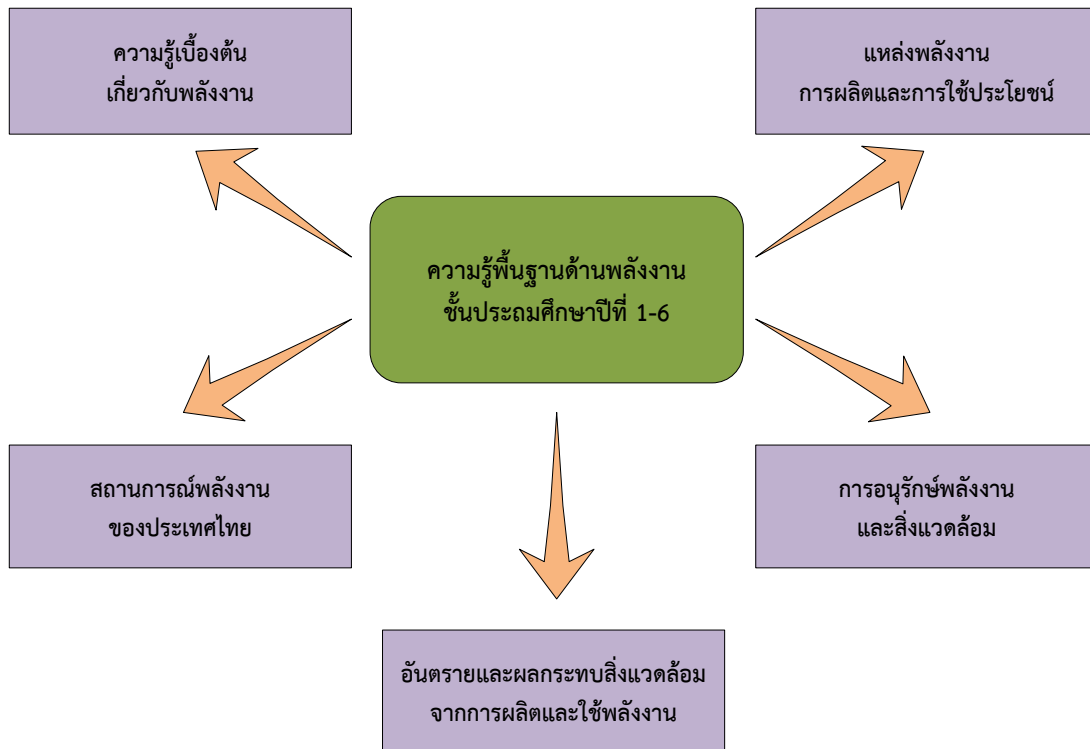 ความรู้เบื้องต้น
เกี่ยวกับพลังงาน
แหล่งพลังงาน
การผลิตและการใช้ประโยชน์
ความรู้พื้นฐานด้านพลังงาน
ชั้นประถมศึกษาปีที่ 1-6
สถานการณ์พลังงาน
ของประเทศไทย
การอนุรักษ์พลังงาน
และสิ่งแวดล้อม
อันตรายและผลกระทบสิ่งแวดล้อม
จากการผลิตและใช้พลังงาน